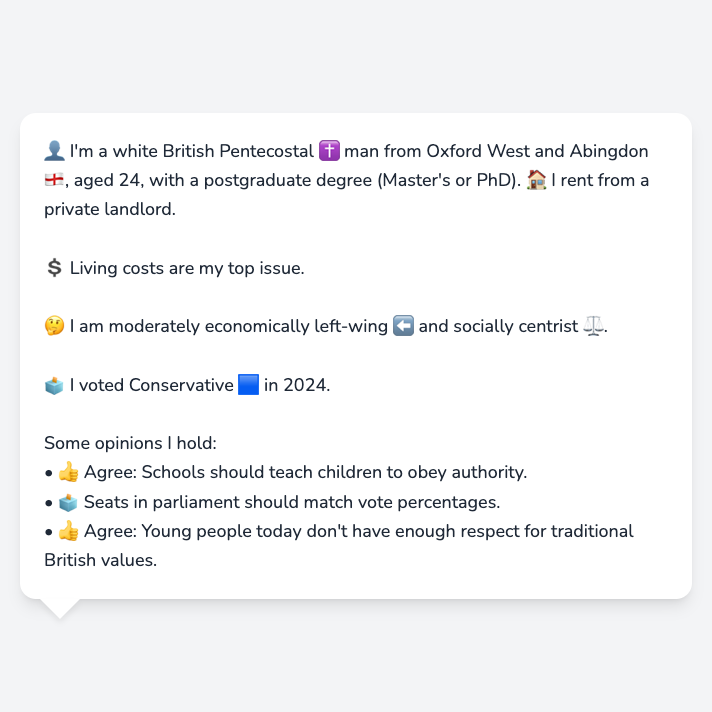 👤 I'm a white British Pentecostal ✝️ man from Oxford West and Abingdon
🏴󠁧󠁢󠁥󠁮󠁧󠁿, aged 24, with a postgraduate degree (Master's or PhD). 🏠 I rent from a
private landlord.
💲 Living costs are my top issue.
🤔 I am moderately economically left-wing ⬅️ and socially centrist ⚖️.
🗳️ I voted Conservative 🟦 in 2024.
Some opinions I hold:
• 👍 Agree: Schools should teach children to obey authority.
• 🗳️ Seats in parliament should match vote percentages.
• 👍 Agree: Young people today don't have enough respect for traditional
British values.